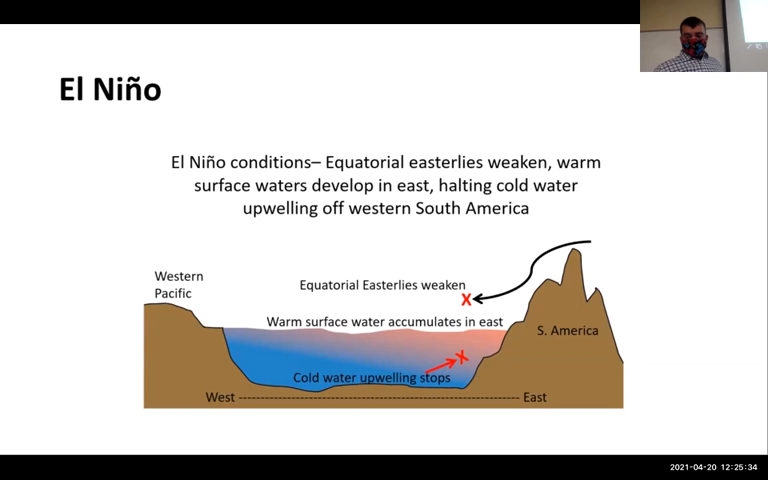 El Niño
El Niño conditions– Equatorial easterlies weaken, warm
surface waters develop in east, halting cold water
upwelling off western South America
Western
Pacific
Equatorial Easterlies weaken
X
Warm surface water accumulates in east
S. America
X
Cold water upwelling stops
West ---------------------------------------------------- East
2021-04-20 12:25:34